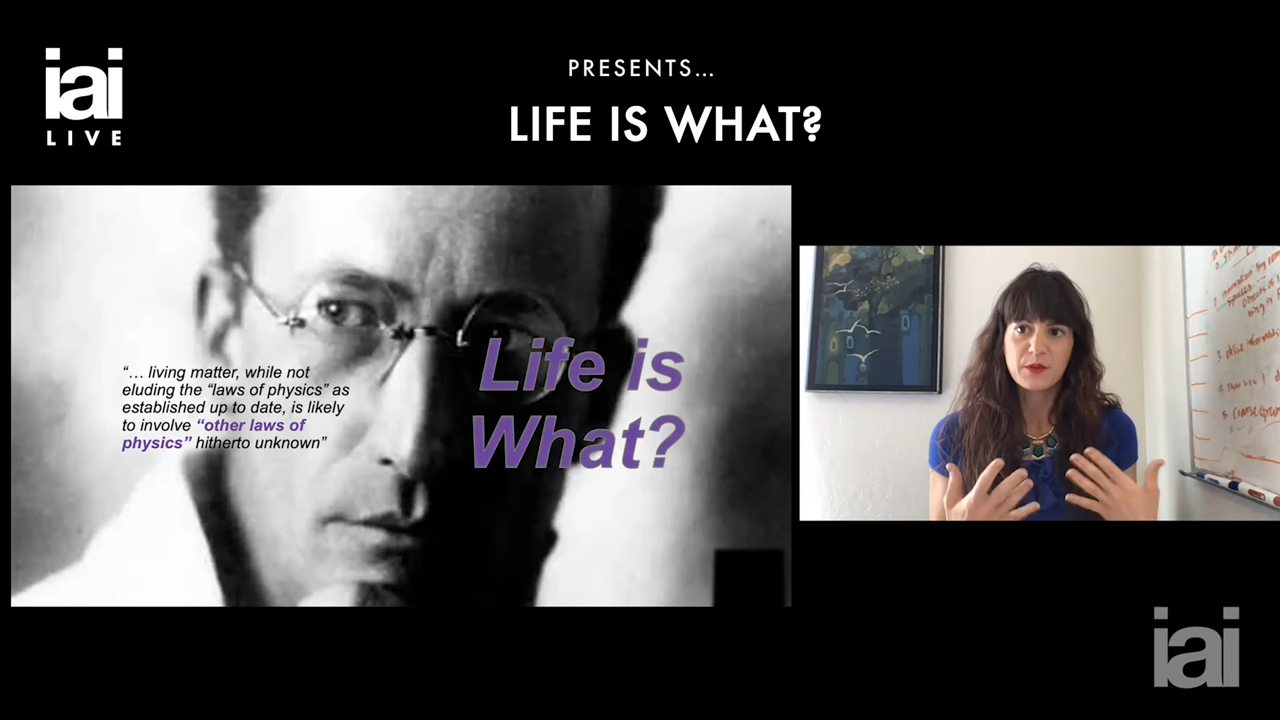 iai
LIVE
PRESENTS...
LIFE IS WHAT?
“... living matter, while not
eluding the “laws of physics” as
established up to date, is likely
to involve “other laws of
physics” hitherto unknown”
Life is
What?
iai